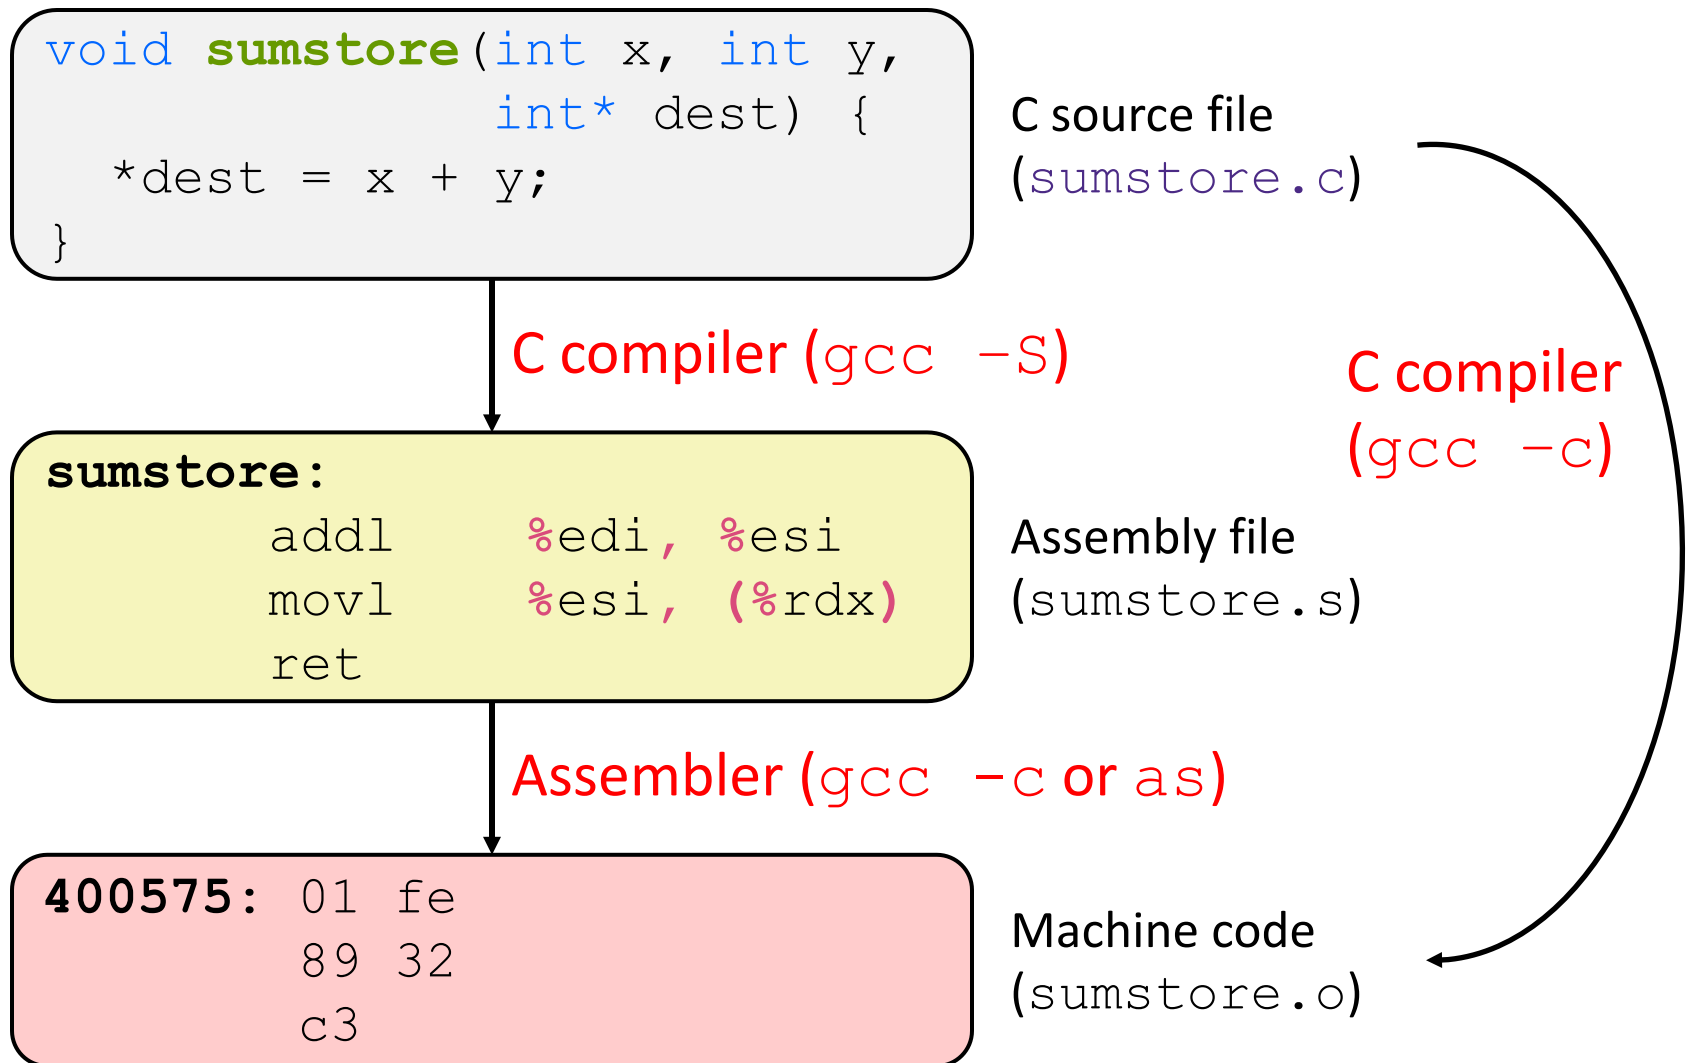 void sumstore(int x, int y,
int* dest) {
*dest = x + y;
}
C source file
(sumstore.c)
C compiler (gcc -S)
C compiler
(gcc -c)
sumstore:
addl %edi, %esi
movl %esi, (%rdx)
ret
Assembly file
(sumstore.s)
Assembler (gcc -c or as)
400575: 01 fe
89 32
c3
Machine code
(sumstore.o)